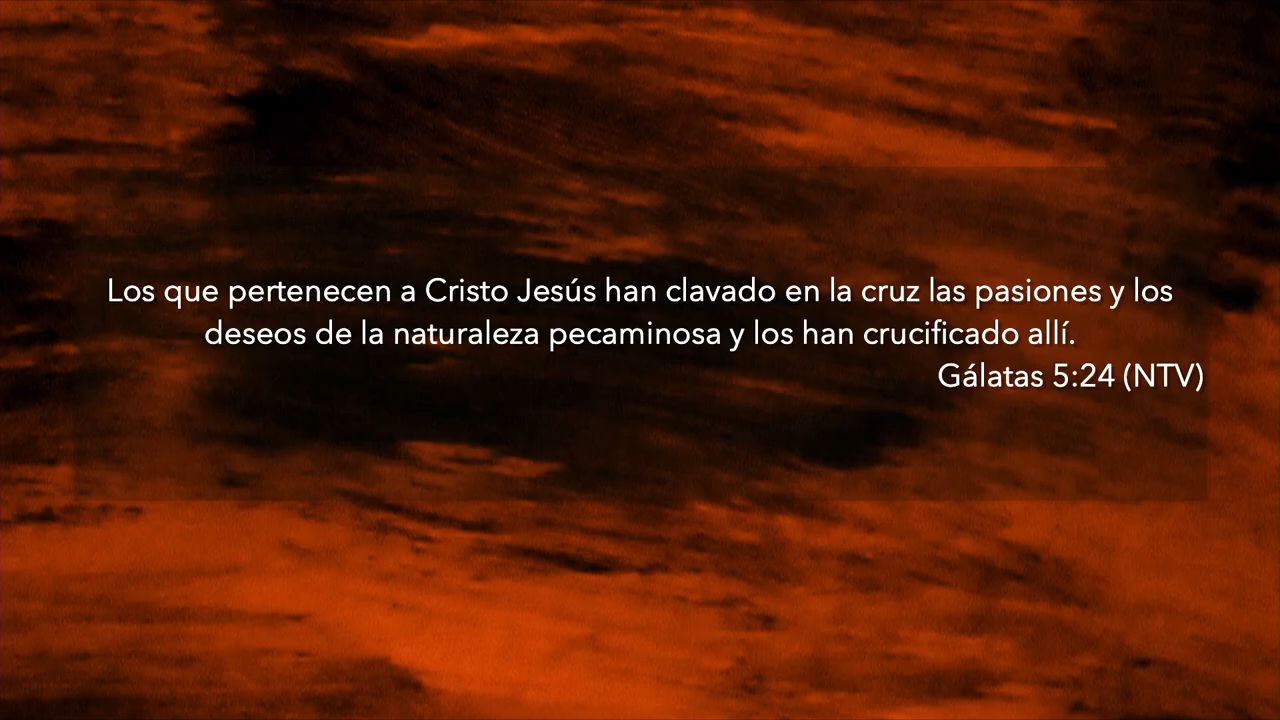 Los que pertenecen a Cristo Jesús han clavado en la cruz las pasiones y los
deseos de la naturaleza pecaminosa y los han crucificado allí.
Gálatas 5:24 (NTV)